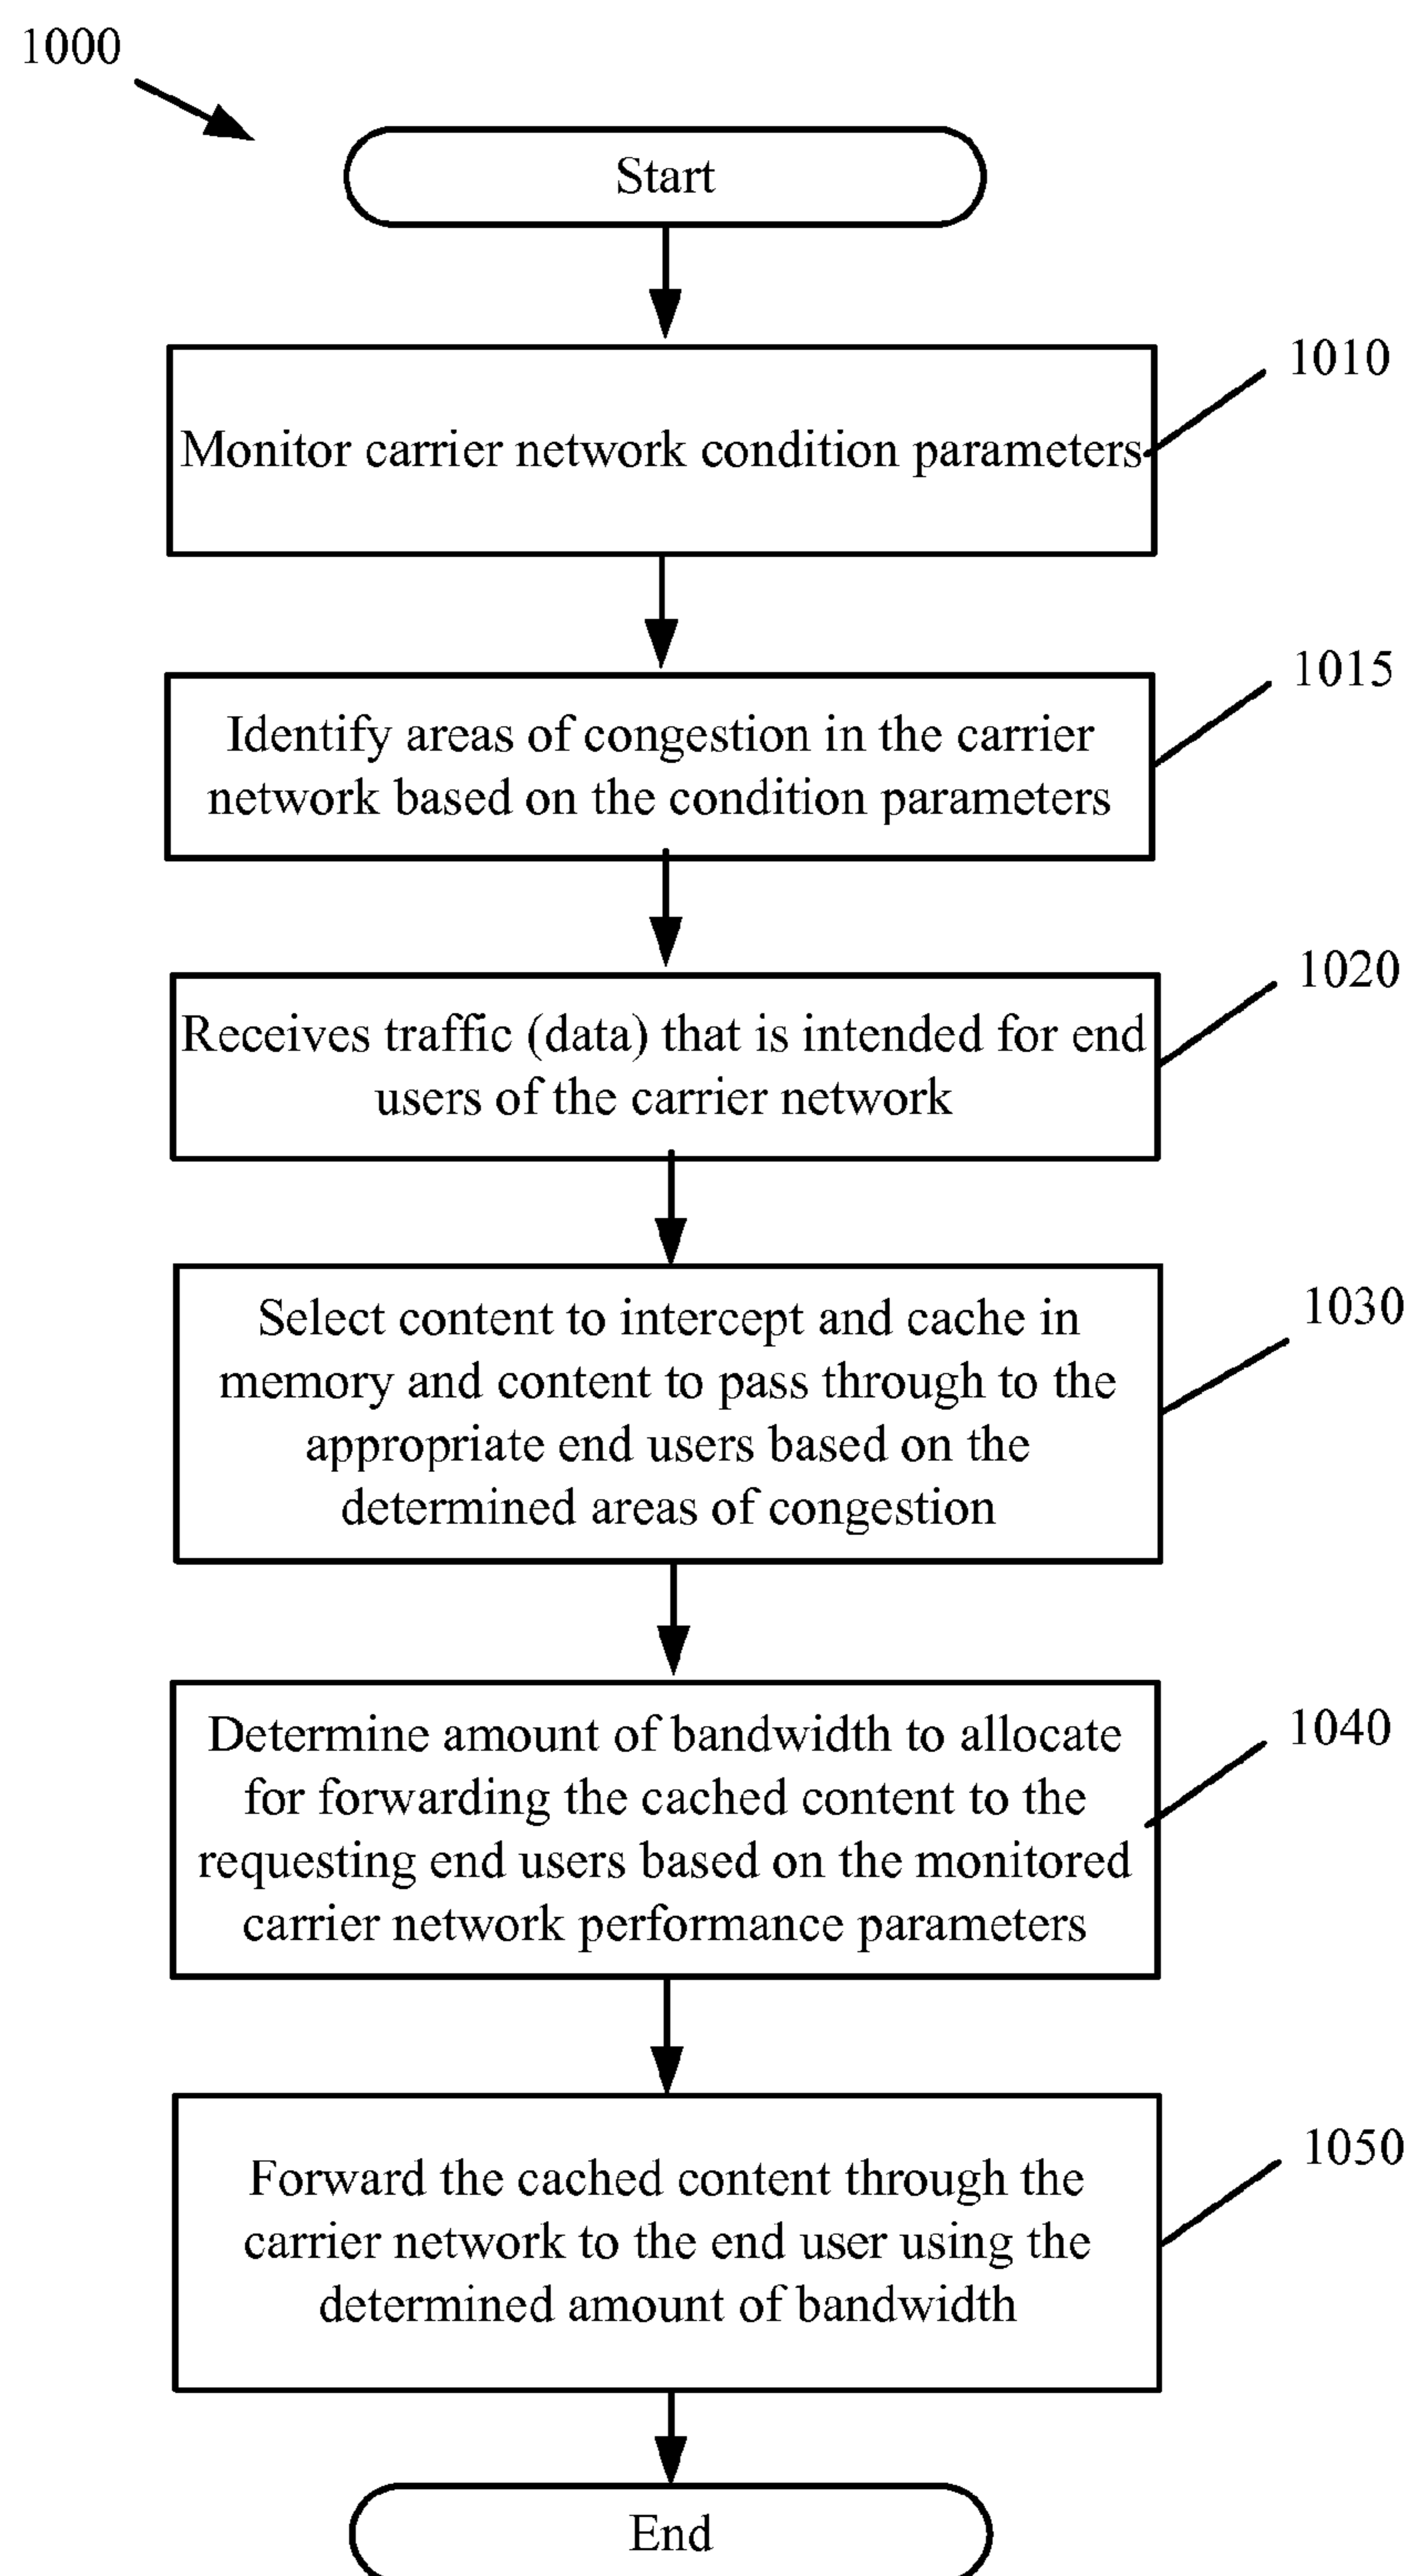 1000
Start
1010
Monitor carrier network condition parameters
1015
Identify areas of congestion in the carrier
network based on the condition parameters
1020
Receives traffic (data) that is intended for end
users of the carrier network
1030
Select content to intercept and cache in
memory and content to pass through to the
appropriate end users based on the
determined areas of congestion
1040
Determine amount of bandwidth to allocate
for forwarding the cached content to the
requesting end users based on the monitored
carrier network performance parameters
1050
Forward the cached content through the
carrier network to the end user using the
determined amount of bandwidth
End